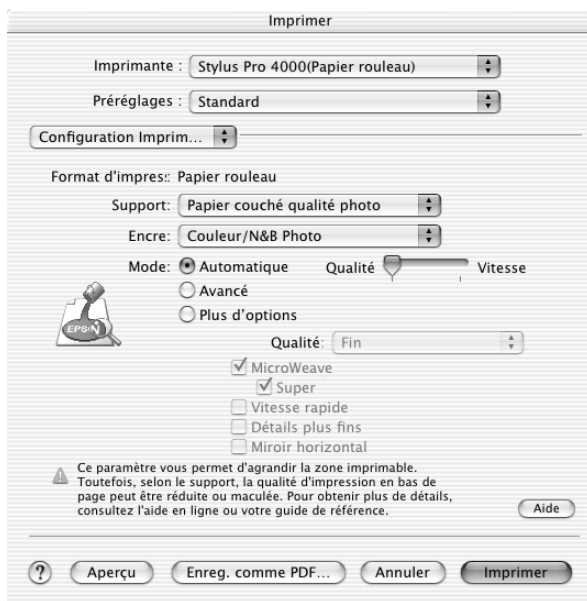 Imprimer
Imprimante : Stylus Pro 4000(Papier rouleau)
Préréglages : Standard
Configuration Imprim...
Format d'impres:: Papier rouleau
Support: Papier couché qualité photo
Encre: Couleur/N&B Photo
Mode: Automatique Qualité Vitesse
Avancé
Plus d'options
EPSON
Qualité: Fin
MicroWeave
Super
Vitesse rapide
Détails plus fins
Miroir horizontal
Ce paramètre vous permet d'agrandir la zone imprimable.
Toutefois, selon le support, la qualité d'impression en bas de
page peut être réduite ou maculée. Pour obtenir plus de détails,
consultez l'aide en ligne ou votre guide de référence.
Aide
? Aperçu Enreg. comme PDF... Annuler Imprimer